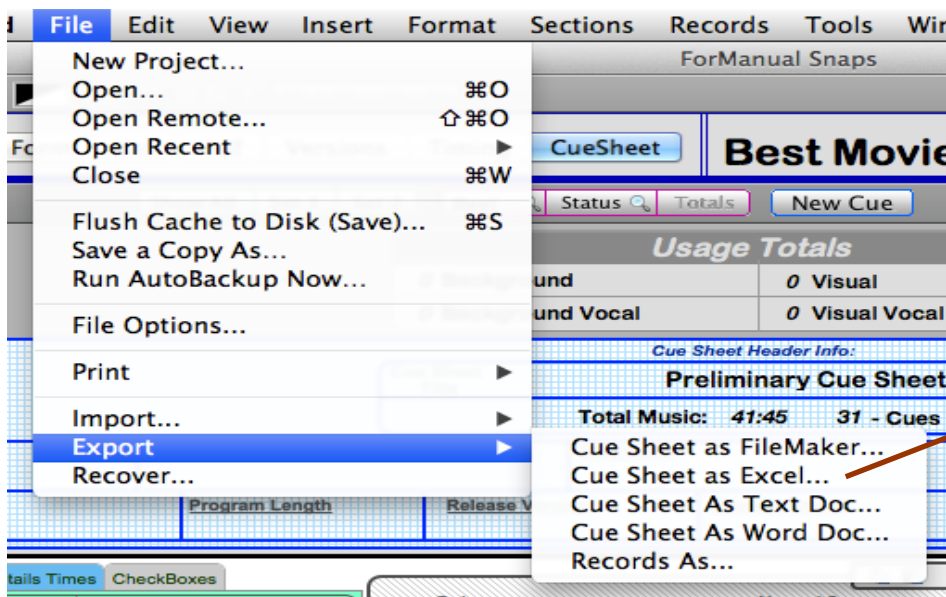 File Edit View Insert Format Sections Records Tools
ForManual Snaps
New Project...
Open... ⌘O
Open Remote... ⇧⌘O
Open Recent ▶
Close ⌘W
Flush Cache to Disk (Save)... ⌘S
Save a Copy As...
Run AutoBackup Now...
File Options...
Print ▶
Import... ▶
Export ▶
Recover...
CueSheet
Best Movie
Status Totals New Cue
Usage Totals
0 Background 0 Visual
0 Background Vocal 0 Visual Vocal
Cue Sheet Header Info:
Preliminary Cue Sheet
Total Music: 41:45 31 - Cues
Cue Sheet as FileMaker...
Cue Sheet as Excel...
Cue Sheet As Text Doc...
Cue Sheet As Word Doc...
Records As...
Program Length Release
tails Times CheckBoxes